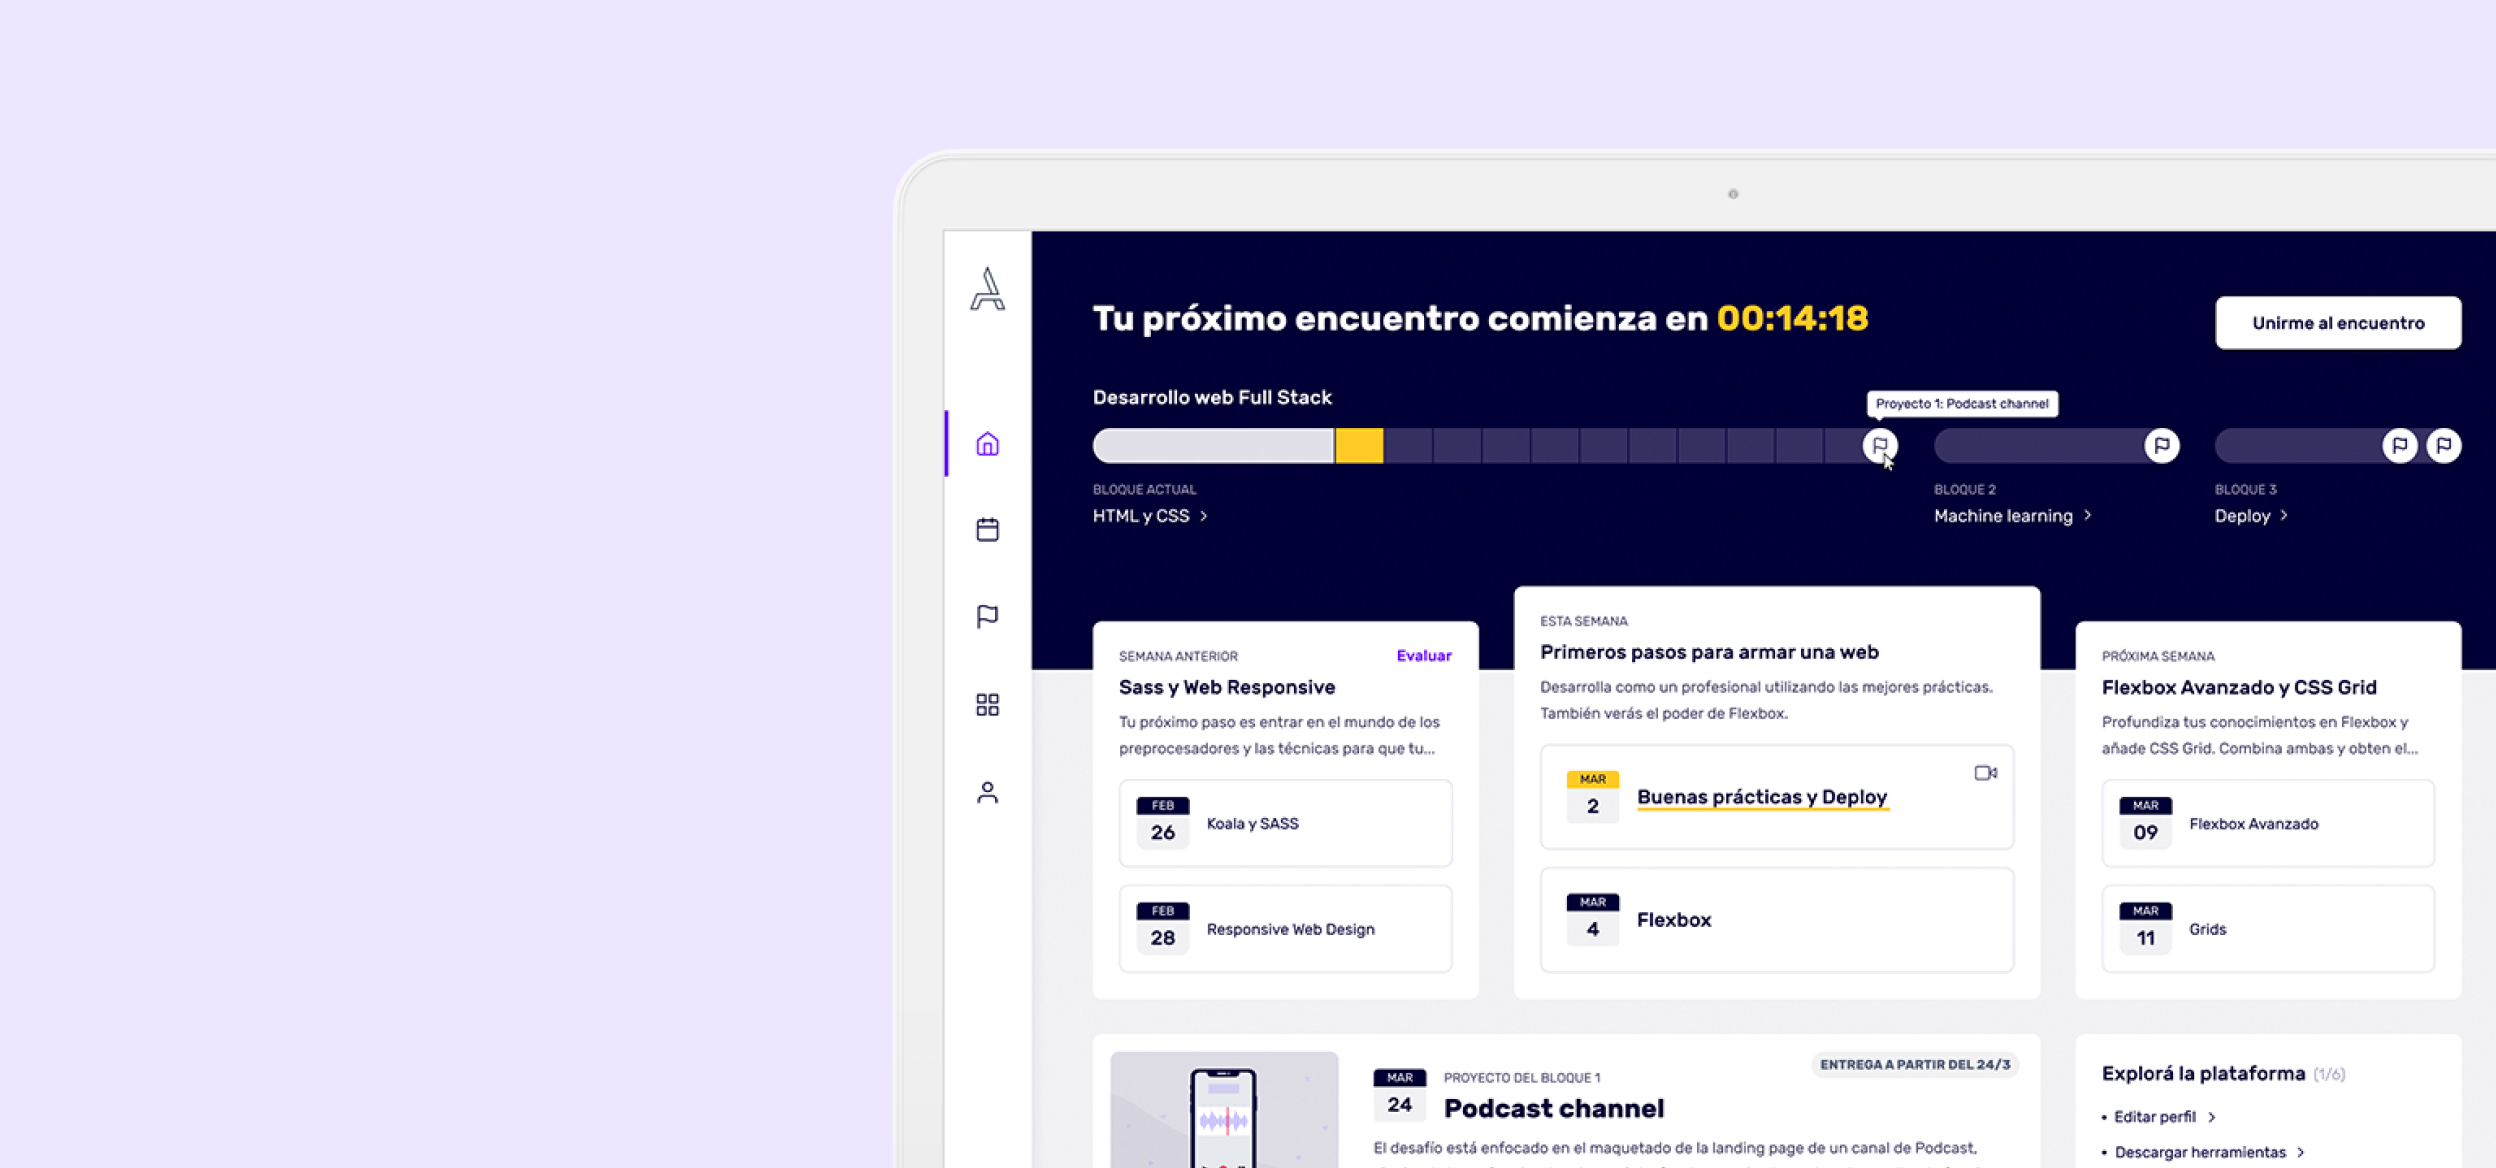 Tu próximo encuentro comienza en 00:14:18
Unirme al encuentro
Desarrollo web Full Stack
Proyecto 1: Podcast channel
BLOQUE ACTUAL
HTML y CSS
BLOQUE 2
Machine learning
BLOQUE 3
Deploy
SEMANA ANTERIOR
Evaluar
Sass y Web Responsive
Tu próximo paso es entrar en el mundo de los
preprocesadores y las técnicas para que tu...
FEB
26
Koala y SASS
FEB
28
Responsive Web Design
ESTA SEMANA
Primeros pasos para armar una web
Desarrolla como un profesional utilizando las mejores prácticas.
También verás el poder de Flexbox.
MAR
2
Buenas prácticas y Deploy
MAR
4
Flexbox
PRÓXIMA SEMANA
Flexbox Avanzado y CSS Grid
Profundiza tus conocimientos en Flexbox y
añade CSS Grid. Combina ambas y obten el...
MAR
09
Flexbox Avanzado
MAR
11
Grids
ENTREGA A PARTIR DEL 24/3
MAR
24
PROYECTO DEL BLOQUE 1
Podcast channel
El desafío está enfocado en el maquetado de la landing page de un canal de Podcast,
Explorá la plataforma (1/6)
• Editar perfil
• Descargar herramientas